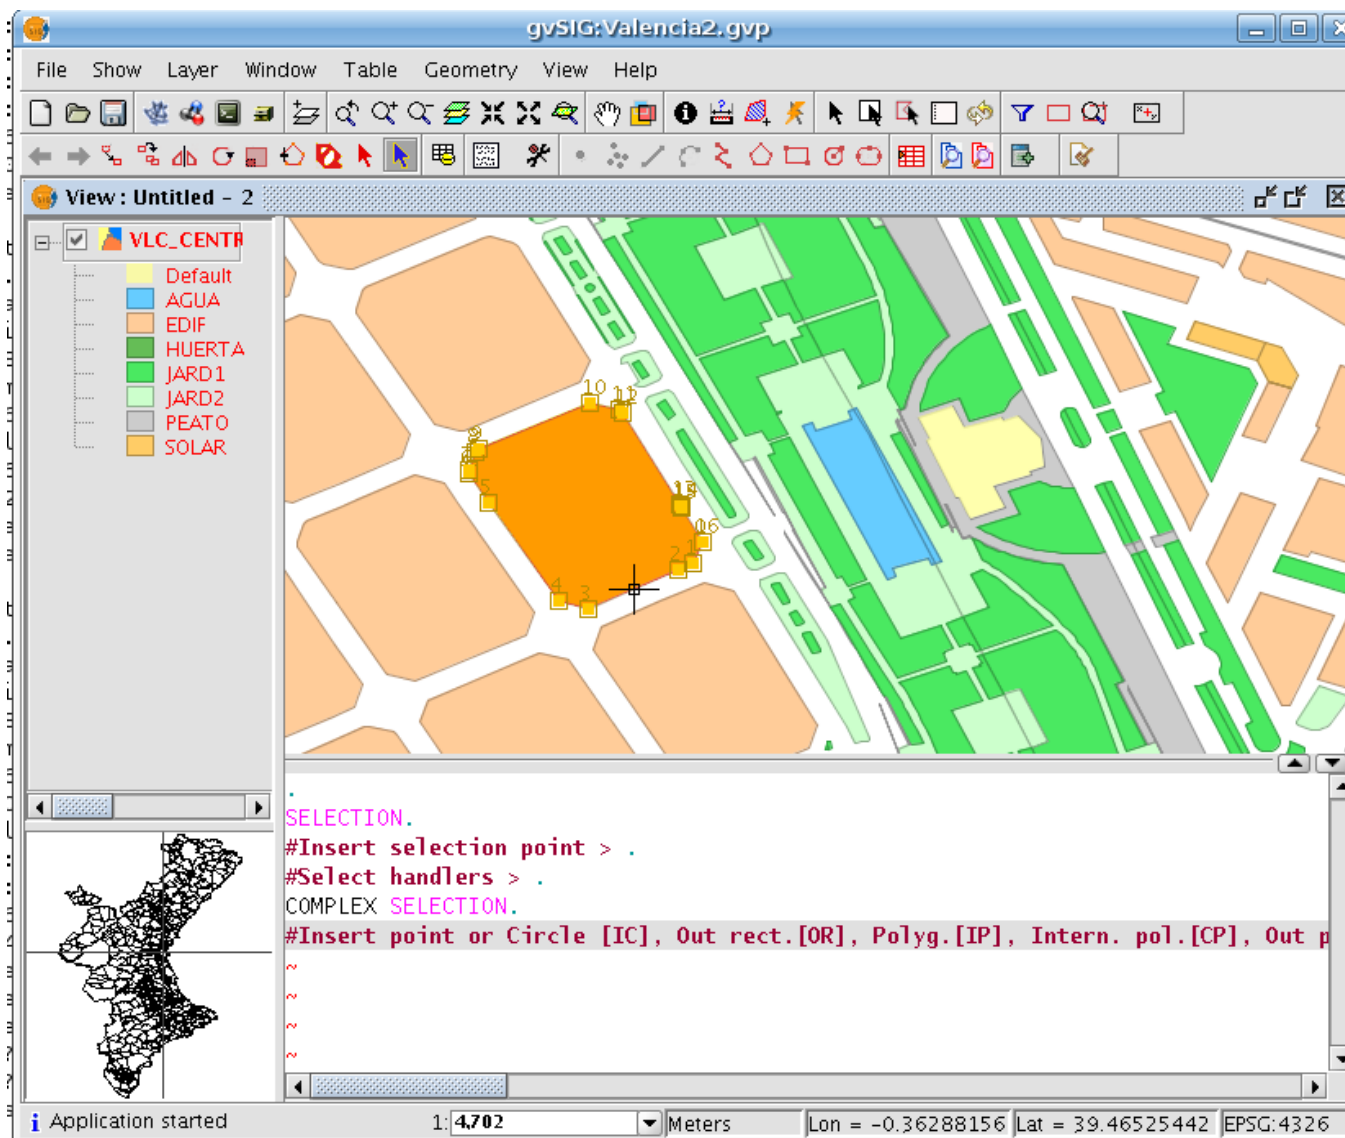 gvSIG:Valencia2.gvp
File Show Layer Window Table Geometry View Help
View : Untitled - 2
VLC_CENTR
Default
AGUA
EDIF
HUERTA
JARD1
JARD2
PEATO
SOLAR
10
5
16
2 1
4 3
.
SELECTION.
#Insert selection point > .
#Select handlers > .
COMPLEX SELECTION.
#Insert point or Circle [IC], Out rect.[OR], Polyg.[IP], Intern. pol.[CP], Out p
~
~
~
~
Application started 1: 4,702 Meters Lon = -0.36288156 Lat = 39.46525442 EPSG:4326